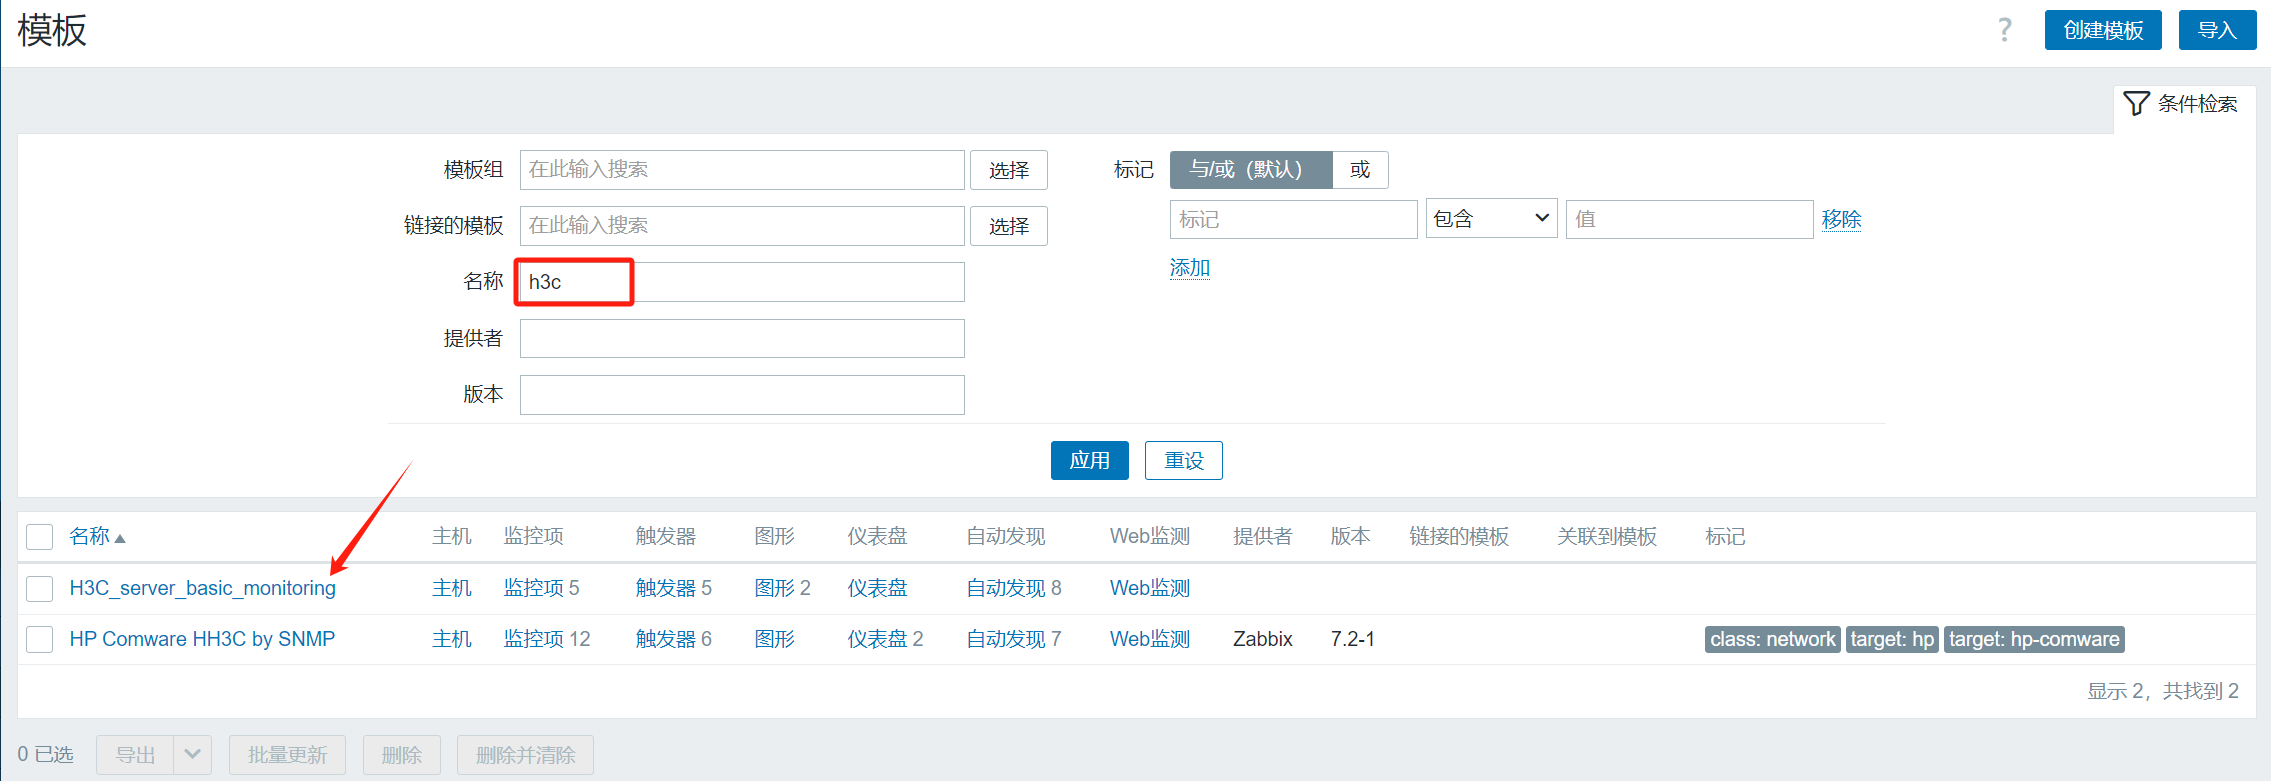 模板
? 创建模板 导入
条件检索
模板组 在此输入搜索 选择 标记 与/或（默认） 或
链接的模板 在此输入搜索 选择 标记 包含 值 移除
名称 h3c 添加
提供者
版本
应用 重设
名称 主机 监控项 触发器 图形 仪表盘 自动发现 Web监测 提供者 版本 链接的模板 关联到模板 标记
H3C_server_basic_monitoring 主机 监控项 5 触发器 5 图形 2 仪表盘 自动发现 8 Web监测
HP Comware HH3C by SNMP 主机 监控项 12 触发器 6 图形 仪表盘 2 自动发现 7 Web监测 Zabbix 7.2-1 class: network target: hp target: hp-comware
显示 2，共找到 2
0 已选 导出 批量更新 删除 删除并清除